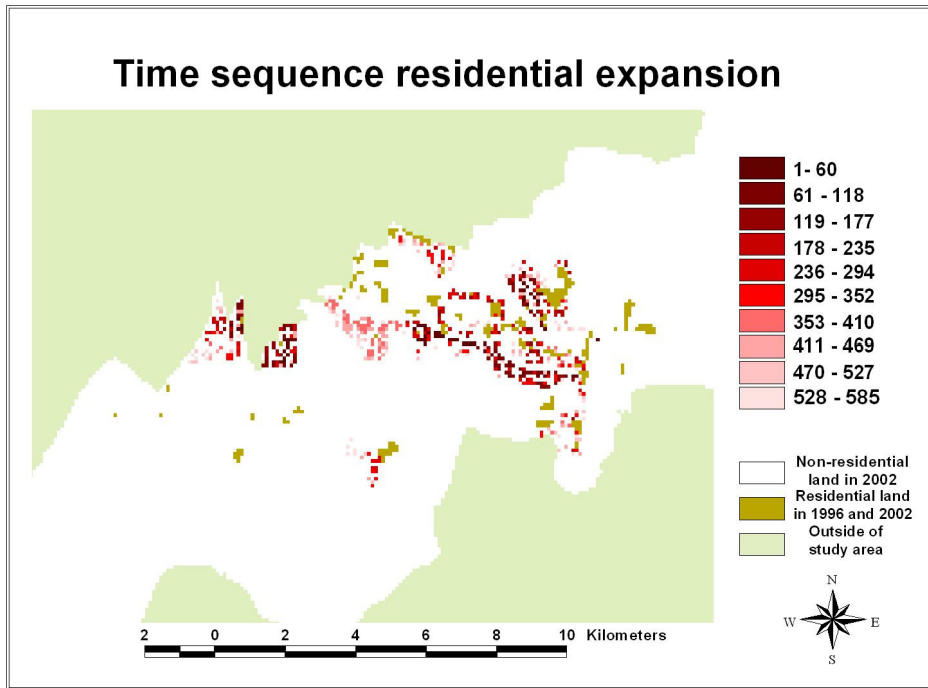 Time sequence residential expansion
1- 60
61 - 118
119 - 177
178 - 235
236 - 294
295 - 352
353 - 410
411 - 469
470 - 527
528 - 585
Non-residential
land in 2002
Residential land
in 1996 and 2002
Outside of
study area
N
W E
S
2 0 2 4 6 8 10 Kilometers